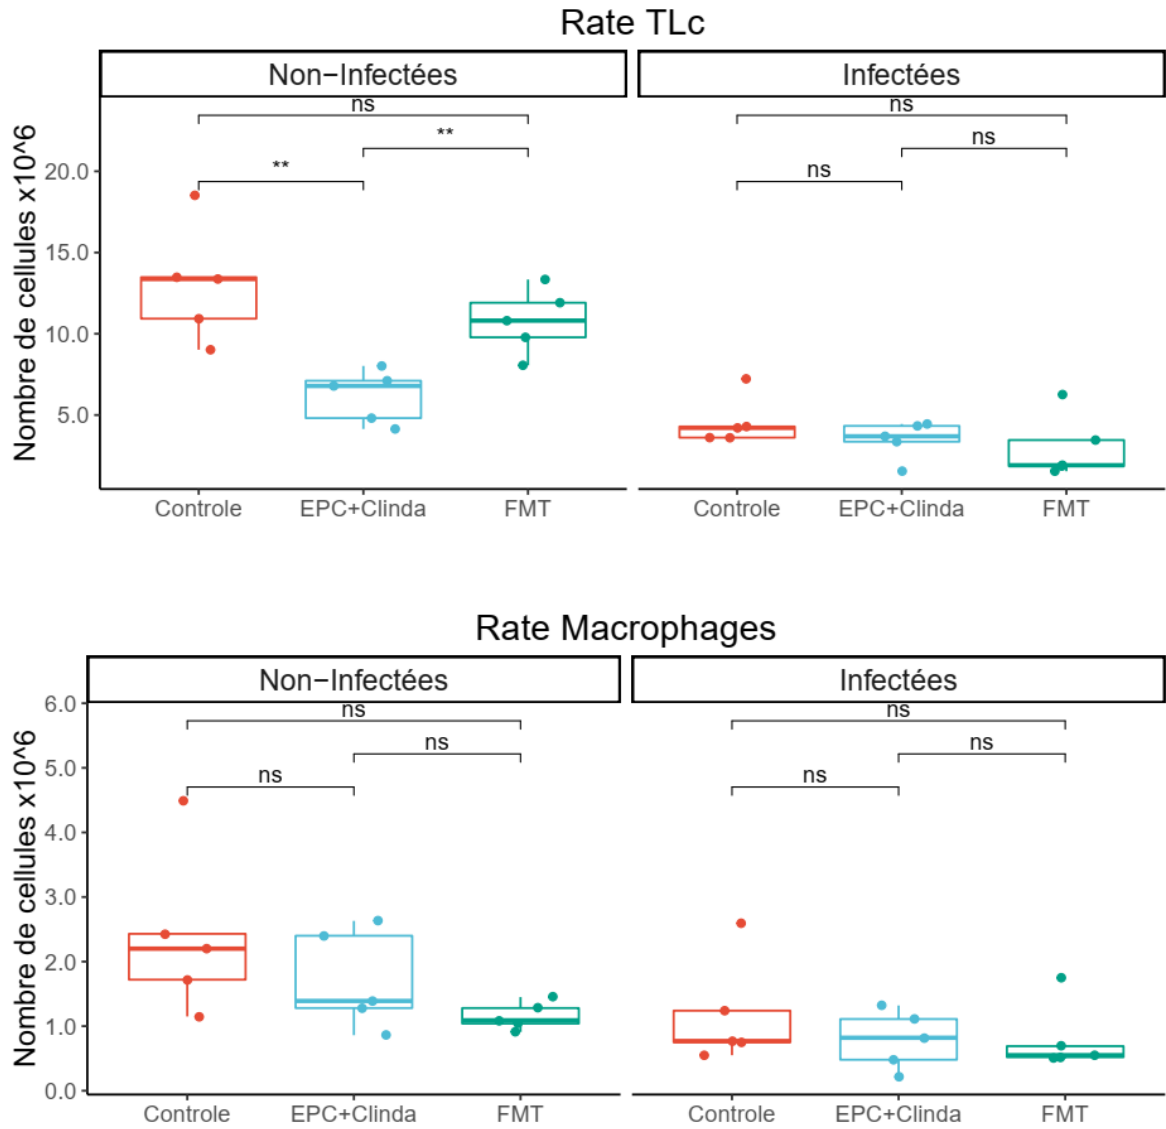 Rate TLc
Non−Infectées
Infectées
ns
ns
**
ns
**
ns
Nombre de cellules x10^6
20.0
15.0
10.0
5.0
Controle
EPC+Clinda
FMT
Controle
EPC+Clinda
FMT
Rate Macrophages
Non−Infectées
Infectées
ns
ns
ns
ns
ns
ns
Nombre de cellules x10^6
6.0
5.0
4.0
3.0
2.0
1.0
0.0
Controle
EPC+Clinda
FMT
Controle
EPC+Clinda
FMT